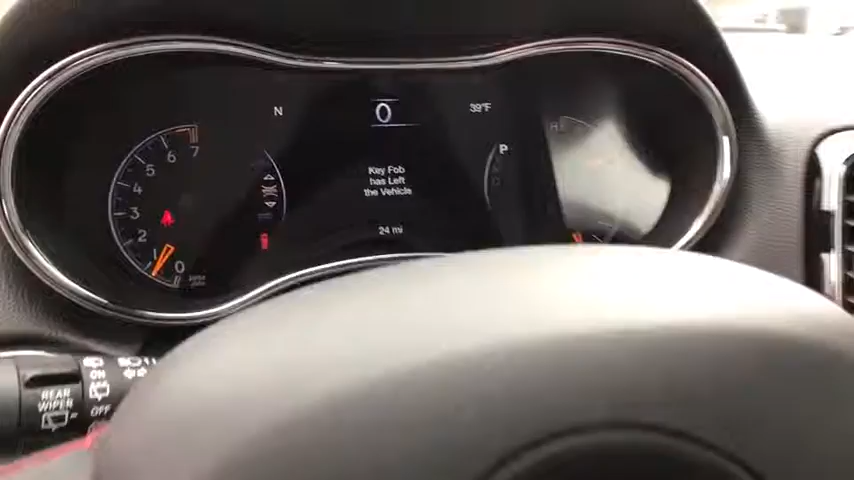 N
0
39°F
H
7
6
5
4
3
2
1
0
P
Key Fob
has Left
the Vehicle
24 mi
ON
REAR
WIPER
OFF